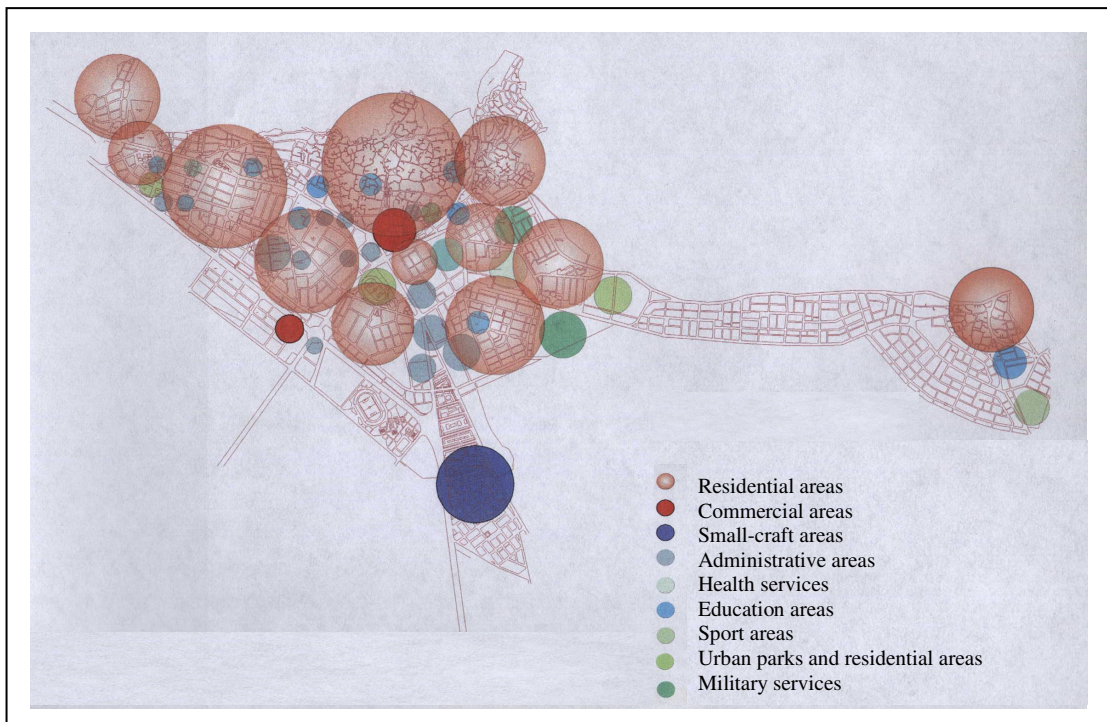 Residential areas
Commercial areas
Small-craft areas
Administrative areas
Health services
Education areas
Sport areas
Urban parks and residential areas
Military services